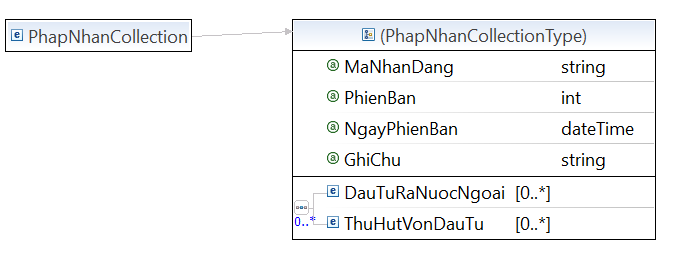 PhapNhanCollection
(PhapNhanCollectionType)
MaNhanDang string
PhienBan int
NgayPhienBan dateTime
GhiChu string
DauTuRaNuocNgoai [0..*]
0..*
ThuHutVonDauTu [0..*]